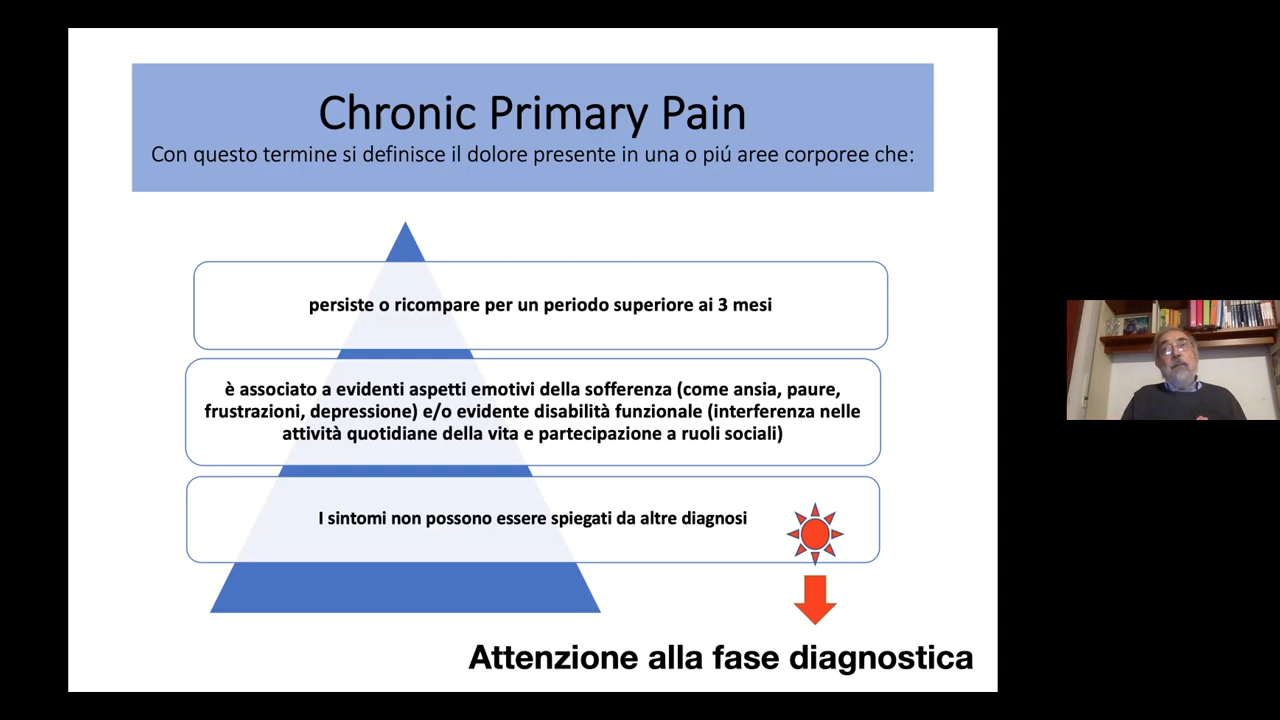 Chronic Primary Pain
Con questo termine si definisce il dolore presente in una o piú aree corporee che:
persiste o ricompare per un periodo superiore ai 3 mesi
è associato a evidenti aspetti emotivi della sofferenza (come ansia, paure,
frustrazioni, depressione) e/o evidente disabilità funzionale (interferenza nelle
attività quotidiane della vita e partecipazione a ruoli sociali)
I sintomi non possono essere spiegati da altre diagnosi
Attenzione alla fase diagnostica